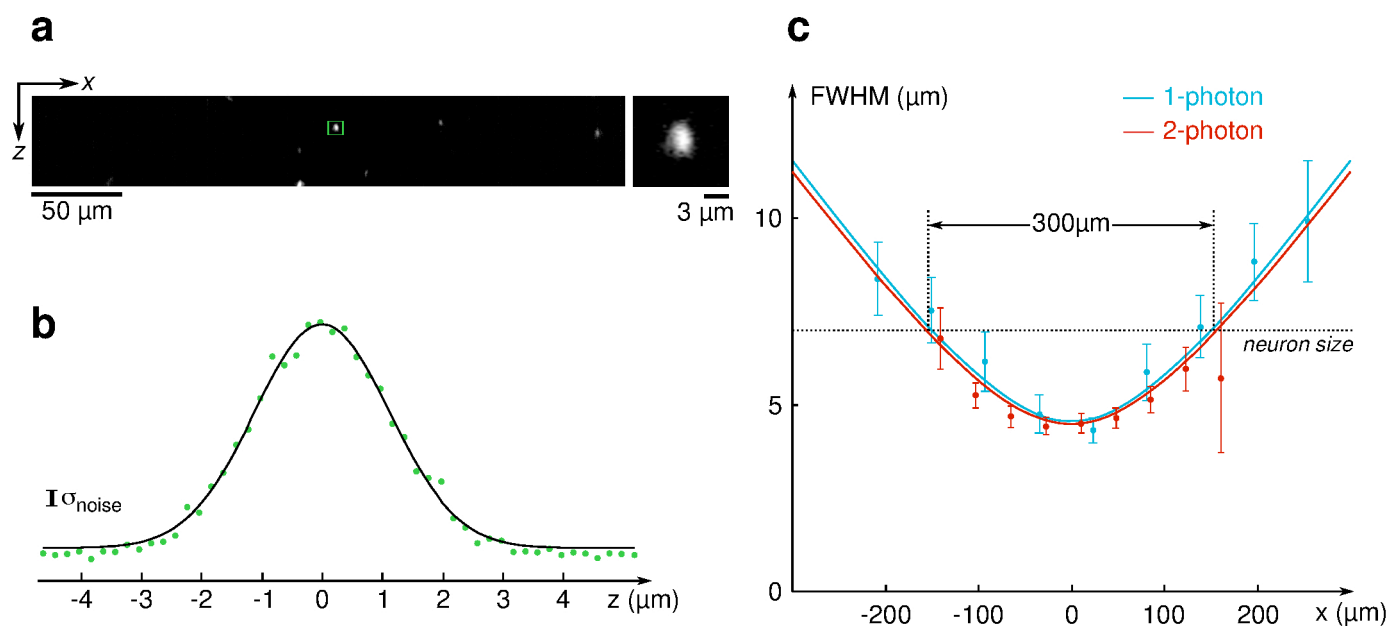 a
x
z
50 µm
3 µm
b
σnoise
-4 -3 -2 -1 0 1 2 3 4 z (µm)
c
FWHM (µm)
1-photon
2-photon
10
300µm
neuron size
5
0
-200 -100 0 100 200 x (µm)